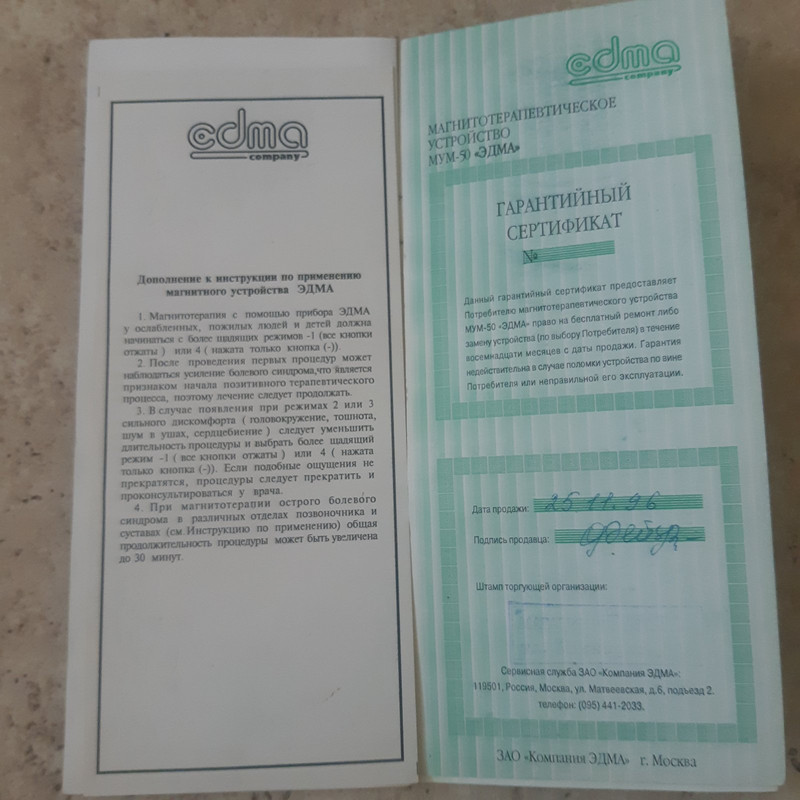 edma
company
Дополнение к инструкции по применению
магнитного устройства ЭДМА
1. Магнитотерапия с помощью прибора ЭДМА
у ослабленных, пожилых людей и детей должна
начинаться с более щадящих режимов -1 (все кнопки
отжаты ) или 4 ( нажата только кнопка (-)).
2. После проведения первых процедур может
наблюдаться усиление болевого синдрома,что является
признаком начала позитивного терапевтического
процесса, поэтому лечение следует продолжать.
3. В случае появления при режимах 2 или 3
сильного дискомфорта ( головокружение, тошнота,
шум в ушах, сердцебиение ) следует уменьшить
длительность процедуры и выбрать более щадящий
режим -1 ( все кнопки отжаты ) или 4 ( нажата
только кнопка (-)). Если подобные ощущения не
прекратятся, процедуры следует прекратить и
проконсультироваться у врача.
4. При магнитотерапии острого болевого
синдрома в различных отделах позвоночника и
суставах (см.Инструкцию по применению) общая
продолжительность процедуры может быть увеличена
до 30 минут.
edma
company
МАГНИТОТЕРАПЕВТИЧЕСКОЕ
УСТРОЙСТВО
МУМ-50 «ЭДМА»
ГАРАНТИЙНЫЙ
СЕРТИФИКАТ
№
Данный гарантийный сертификат предоставляет
Потребителю магнитотерапевтического устройства
МУМ-50 «ЭДМА» право на бесплатный ремонт либо
замену устройства (по выбору Потребителя) в течение
восемнадцати месяцев с даты продажи. Гарантия
недействительна в случае поломки устройства по вине
Потребителя или неправильной его эксплуатации.
Дата продажи: 25 11. 96
Подпись продавца:
Штамп торгующей организации:
Сервисная служба ЗАО «Компания ЭДМА»:
119501, Россия, Москва, ул. Матвеевская, д.6, подъезд 2.
телефон: (095) 441-2033.
ЗАО «Компания ЭДМА» г. Москва